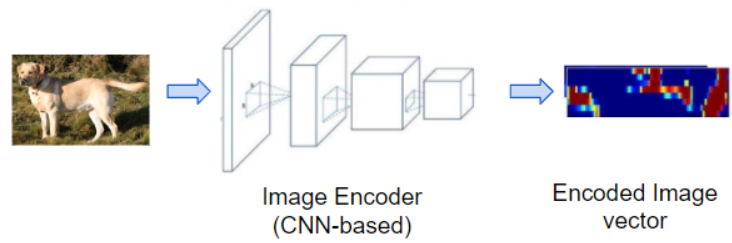 Image Encoder
(CNN-based)
Encoded Image
vector